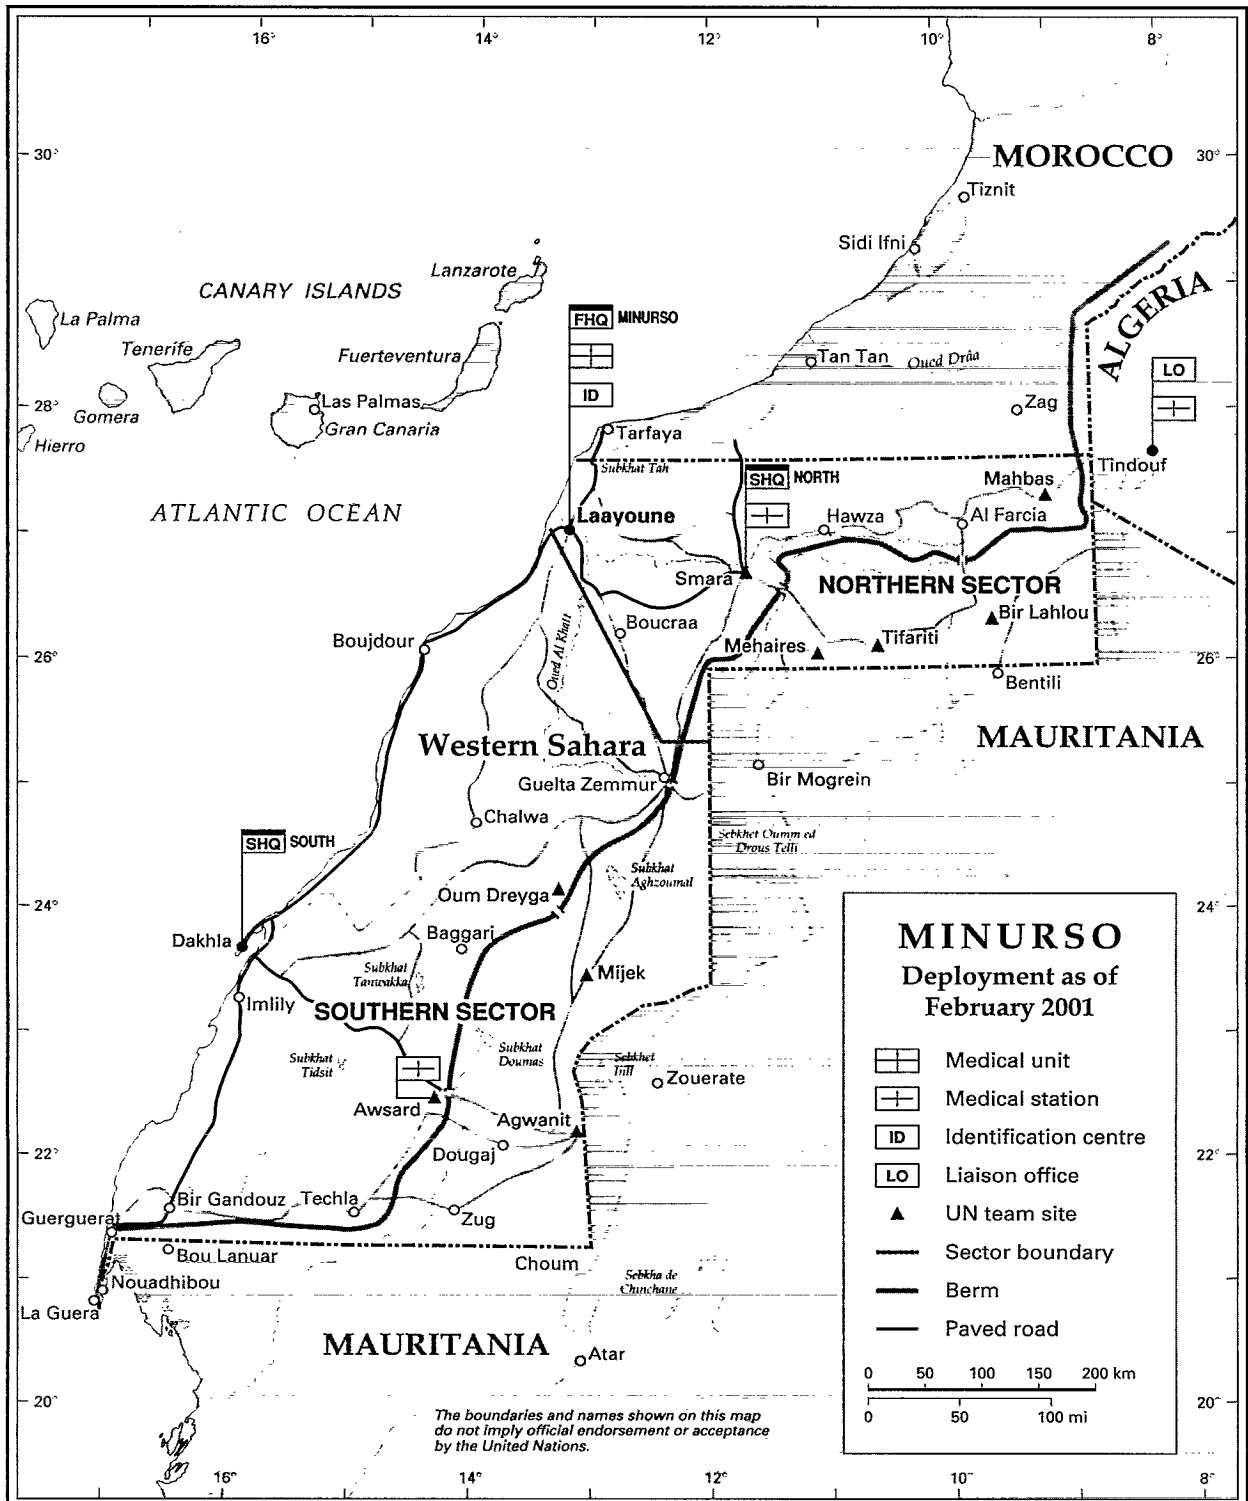 16°
14°
12°
10°
8°
30°
MOROCCO
30°
Tiznit
Sidi Ifni
Lanzarote
CANARY ISLANDS
ALGERIA
La Palma
FHQ MINURSO
Tenerife
Fuerteventura
Tan Tan
Oued Drâa
LO
ID
Gomera
28°
Las Palmas
Gran Canaria
Zag
28°
Hierro
Tarfaya
Subkhat Tah
Tindouf
SHQ NORTH
Mahbas
ATLANTIC OCEAN
Laayoune
Hawza
Al Farcia
Smara
NORTHERN SECTOR
Bir Lahlou
Boucraa
Oued Al Khatt
Boujdour
Mehaires
Tifariti
26°
26°
Bentili
Western Sahara
MAURITANIA
Guelta Zemmur
Bir Mogrein
Chalwa
SHQ SOUTH
Sebkhet Oumm ed
Drous Telli
Subkhat
Aghzoumal
Oum Dreyga
24°
24°
Dakhla
Baggari
Subkhat
Tanwakka
Mijek
Imlily
SOUTHERN SECTOR
Subkhat
Tidsit
Subkhat
Doumas
Sebkhet
Ijill
Zouerate
Awsard
Agwanit
Dougaj
22°
22°
Bir Gandouz
Techla
Zug
Guerguerat
Bou Lanuar
Choum
Nouadhibou
La Guera
Sebkha de
Chinchane
MAURITANIA
Atar
20°
20°
The boundaries and names shown on this map
do not imply official endorsement or acceptance
by the United Nations.
MINURSO
Deployment as of
February 2001
Medical unit
Medical station
ID Identification centre
LO Liaison office
UN team site
Sector boundary
Berm
Paved road
0 50 100 150 200 km
0 50 100 mi
16°
14°
12°
10°
8°